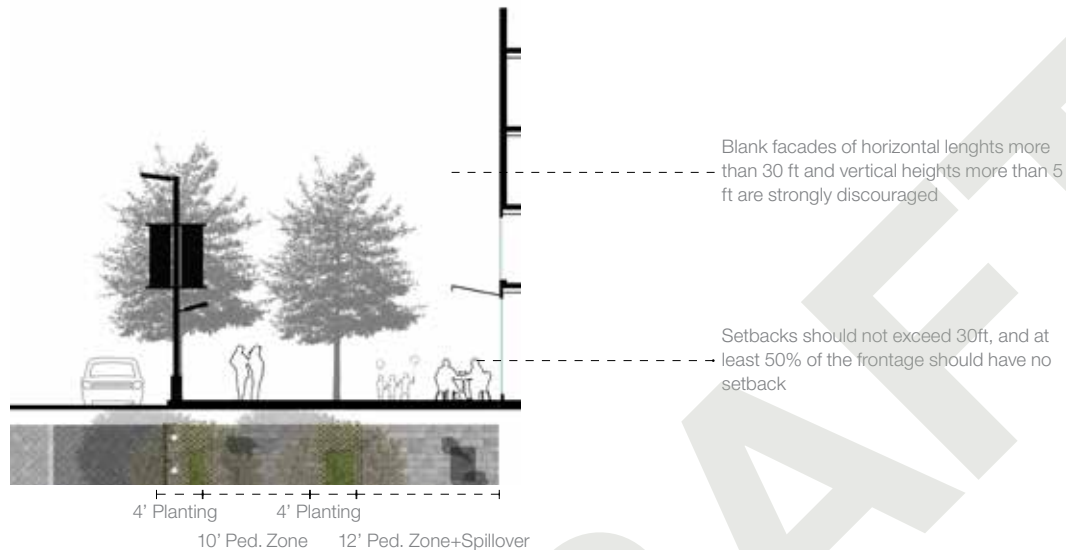 Blank facades of horizontal lenghts more
than 30 ft and vertical heights more than 5
ft are strongly discouraged
Setbacks should not exceed 30ft, and at
least 50% of the frontage should have no
setback
4' Planting
4' Planting
10' Ped. Zone
12' Ped. Zone+Spillover